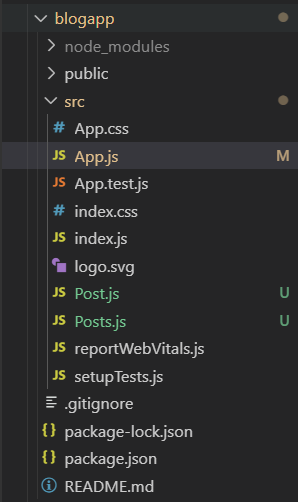 blogapp
node_modules
public
src
# App.css
JS App.js M
JS App.test.js
# index.css
JS index.js
logo.svg
JS Post.js U
JS Posts.js U
JS reportWebVitals.js
JS setupTests.js
.gitignore
{} package-lock.json
{} package.json
README.md